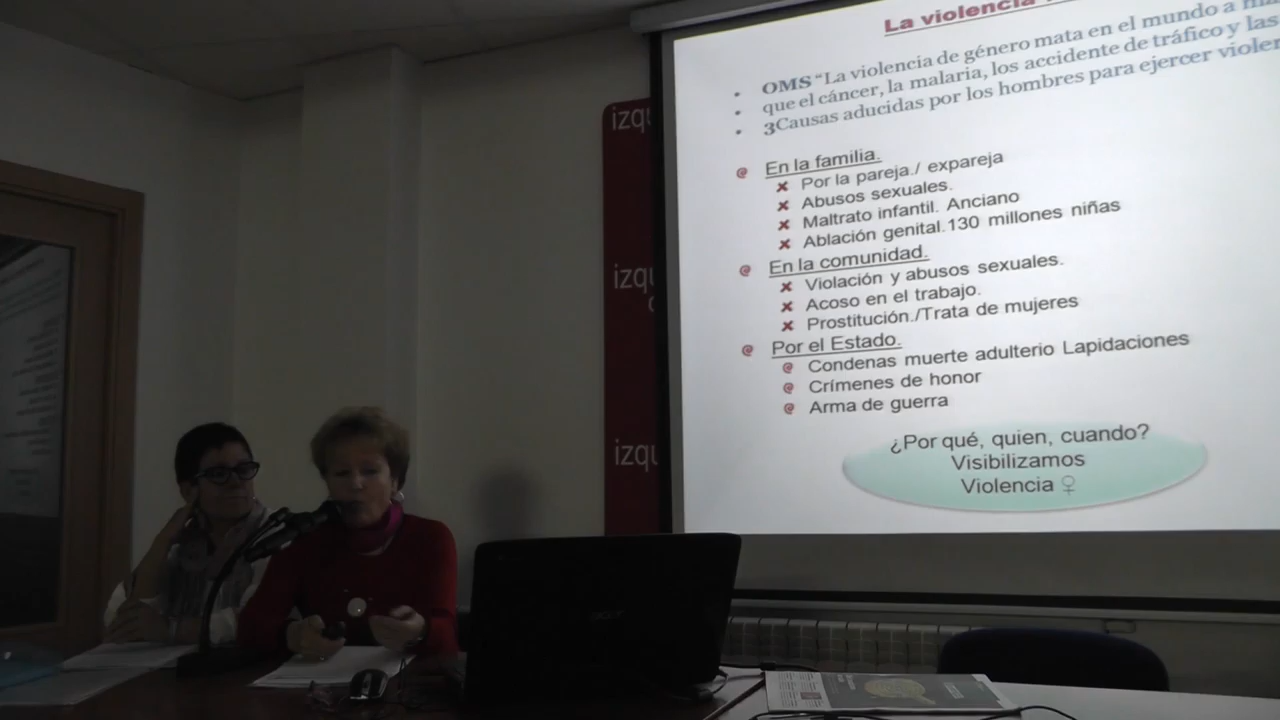 La violencia
OMS “La violencia de género mata en el mundo a
que el cáncer, la malaria, los accidente de tráfico y las
3Causas aducidas por los hombres para ejercer violen
En la familia.
Por la pareja./ expareja
Abusos sexuales.
Maltrato infantil. Anciano
Ablación genital.130 millones niñas
En la comunidad.
Violación y abusos sexuales.
Acoso en el trabajo.
Prostitución./Trata de mujeres
Por el Estado.
Condenas muerte adulterio Lapidaciones
Crímenes de honor
Arma de guerra
¿Por qué, quien, cuando?
Visibilizamos
Violencia ♀
izqu
izqu
izqu
acer